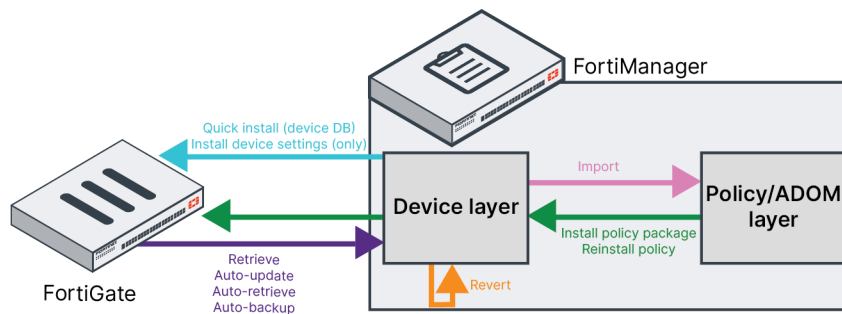 FortiManager
Quick install (device DB)
Install device settings (only)
Import
Device layer
Policy/ADOM
layer
Install policy package
Reinstall policy
Retrieve
Auto-update
Auto-retrieve
Auto-backup
Revert
FortiGate